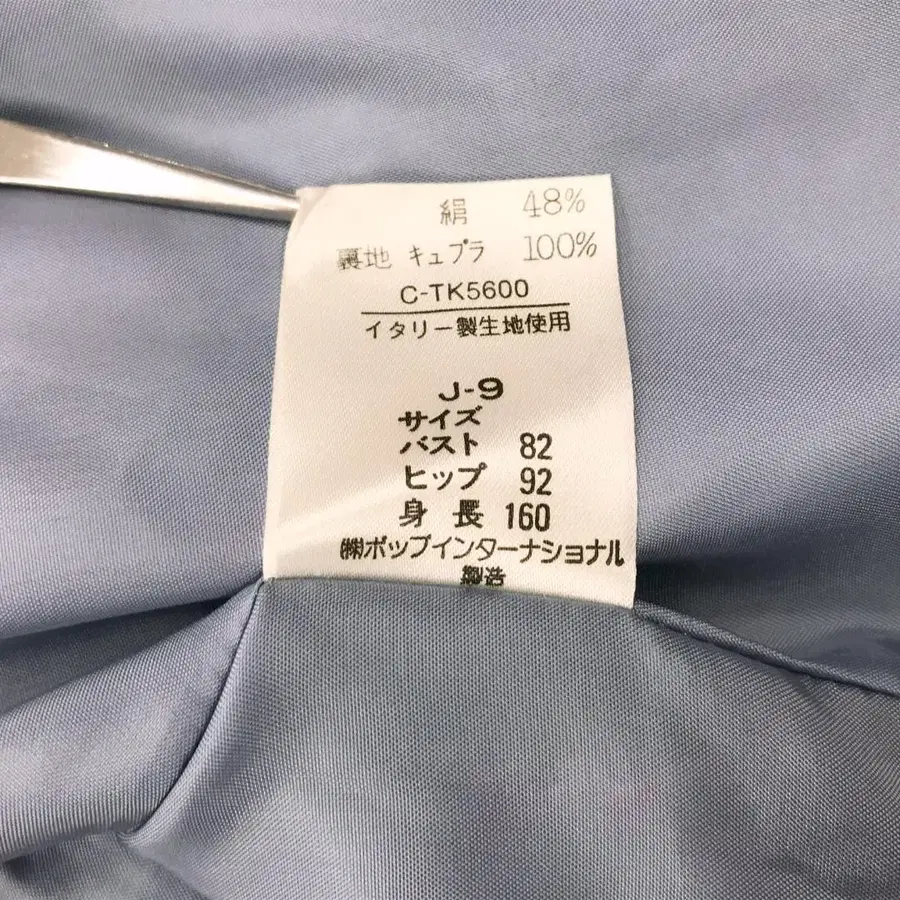 絹 48%
裏地 キュプラ 100%
C-TK5600
イタリー製生地使用
J-9
サイズ
バスト 82
ヒップ 92
身長 160
㈱ポップインターナショナル
製造